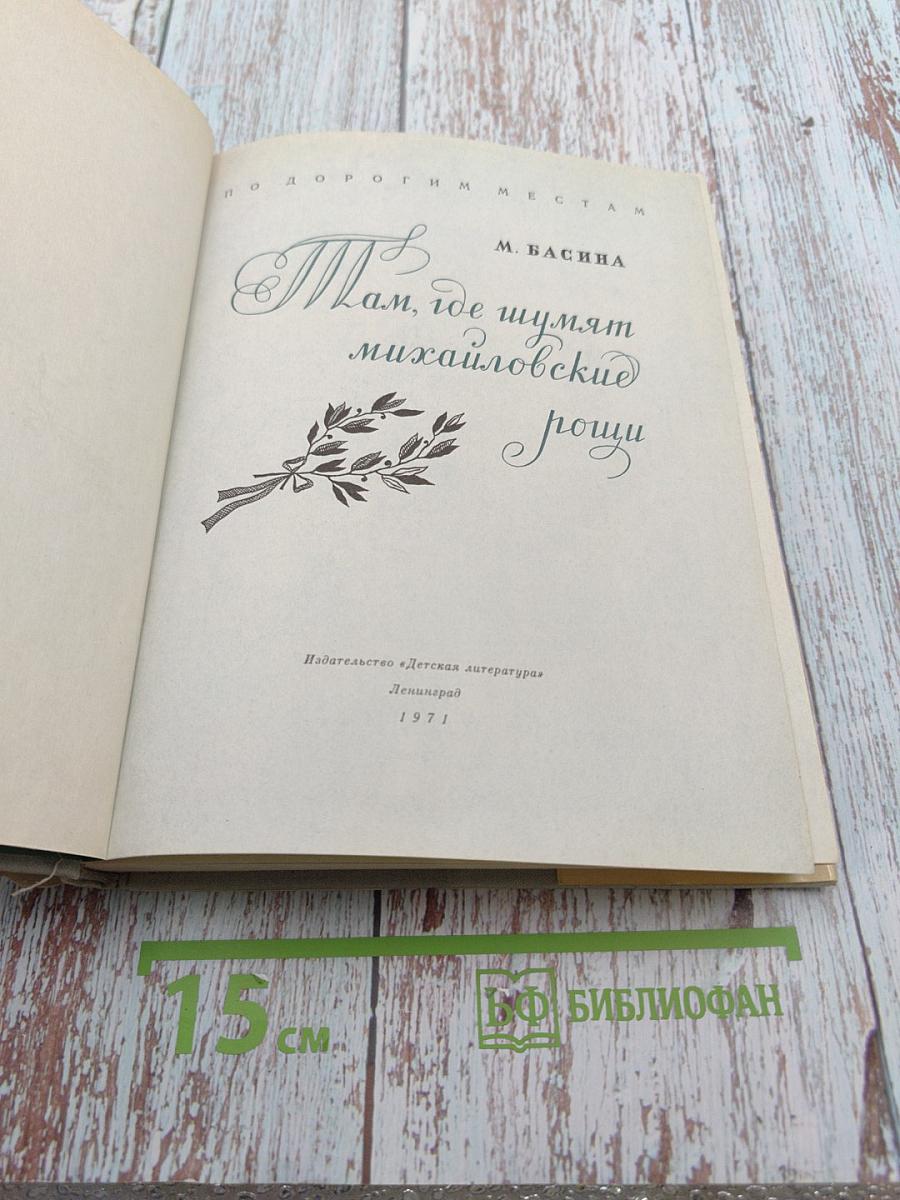 ПО ДОРОГИМ МЕСТАМ
М. БАСИНА
Там, где шумят
михайловские
рощи
Издательство «Детская литература»
Ленинград
1971
15 см
БФ БИБЛИОФАН